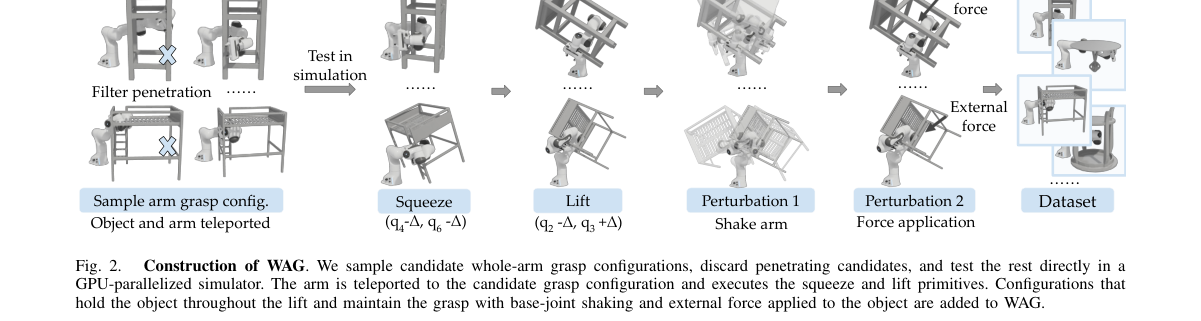 force
Test in
simulation
Filter penetration ......
......
......
......
......
External
force
......
Sample arm grasp config.
Squeeze
Lift
Perturbation 1
Perturbation 2
Dataset
Object and arm teleported
(q₄-Δ, q₆ -Δ)
(q₂ -Δ, q₃ +Δ)
Shake arm
Force application
Fig. 2. Construction of WAG. We sample candidate whole-arm grasp configurations, discard penetrating candidates, and test the rest directly in a
GPU-parallelized simulator. The arm is teleported to the candidate grasp configuration and executes the squeeze and lift primitives. Configurations that
hold the object throughout the lift and maintain the grasp with base-joint shaking and external force applied to the object are added to WAG.